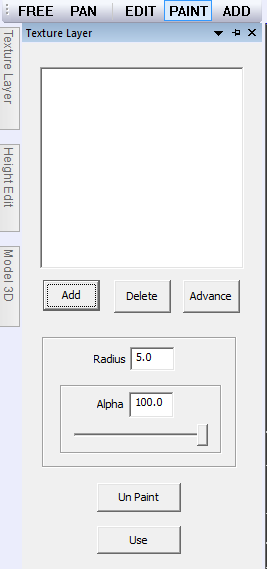 FREE PAN EDIT PAINT ADD
Texture Layer
Texture Layer
Height Edit
Model 3D
Add Delete Advance
Radius 5.0
Alpha 100.0
Un Paint
Use